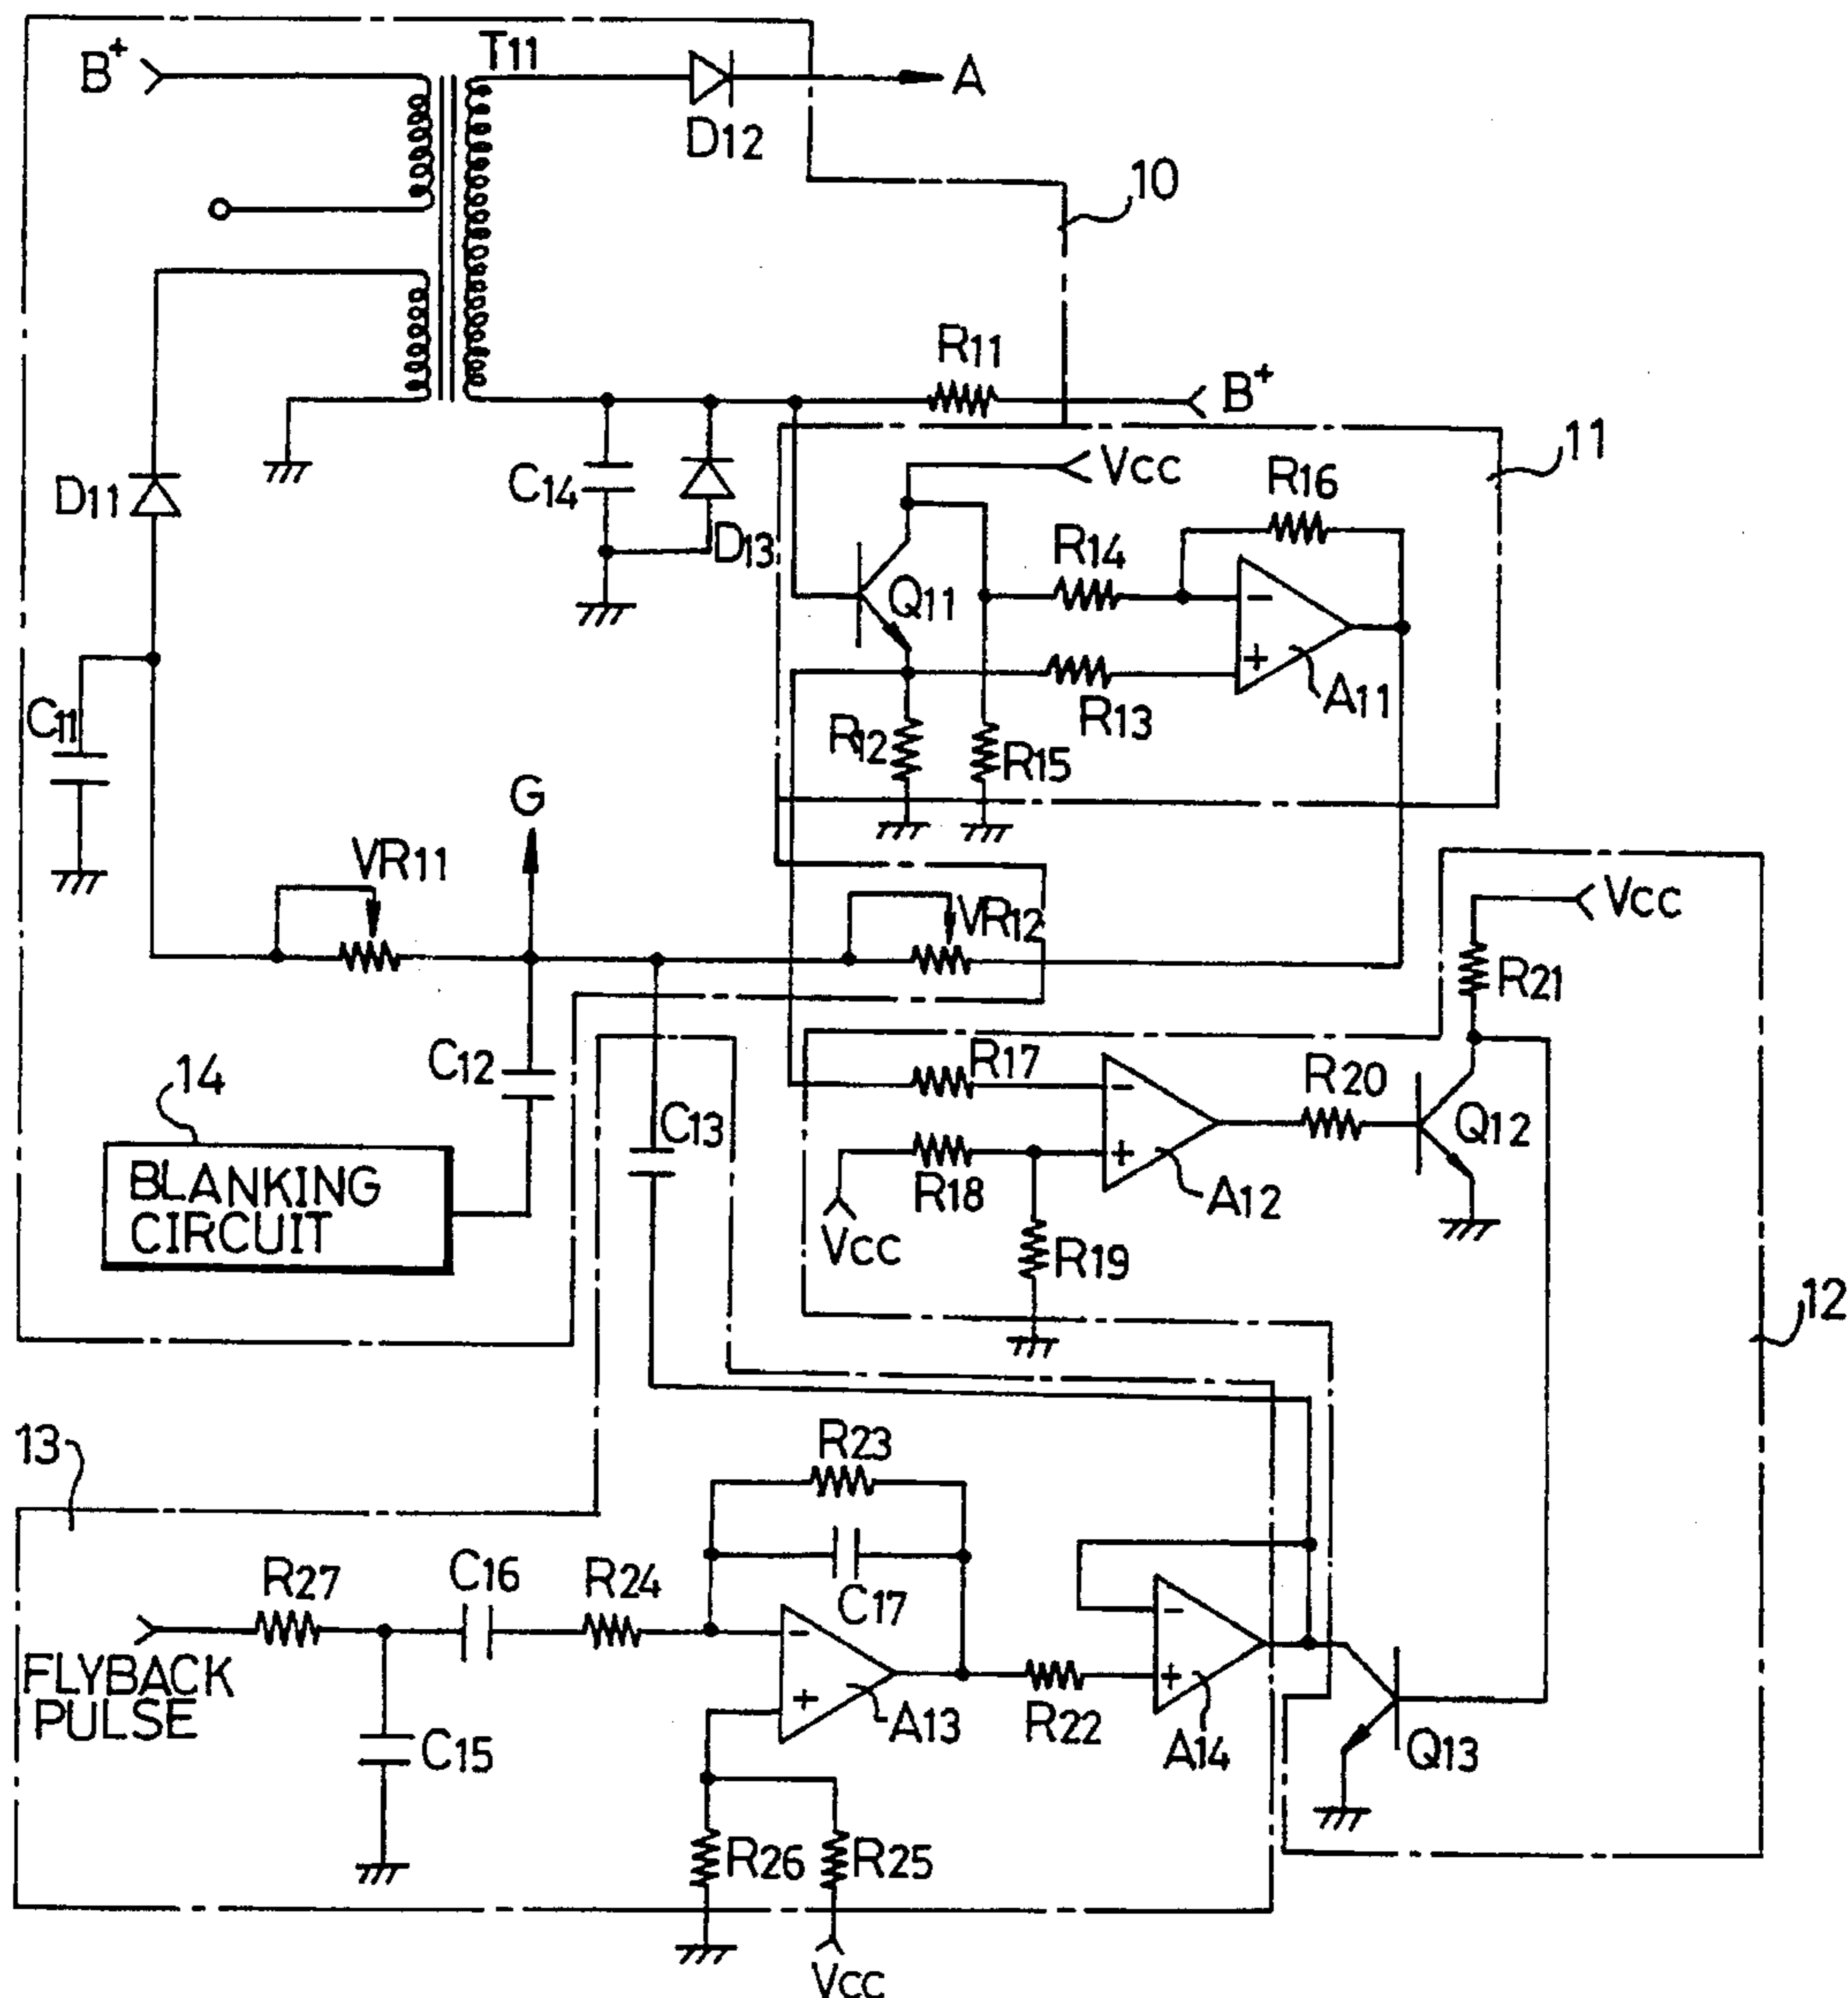 B+
T11
D12
A
10
R11
B+
11
VCC
D11
C14
D13
R16
R14
Q11
-
+
A11
R13
R12
R15
C11
G
VR11
VR12
VCC
R21
14
C12
C13
R17
-
R20
Q12
+
A12
R18
VCC
R19
BLANKING
CIRCUIT
12
13
R23
C17
R27
C16
R24
-
+
A13
-
+
R22
A14
Q13
FLYBACK
PULSE
C15
R26
R25
VCC